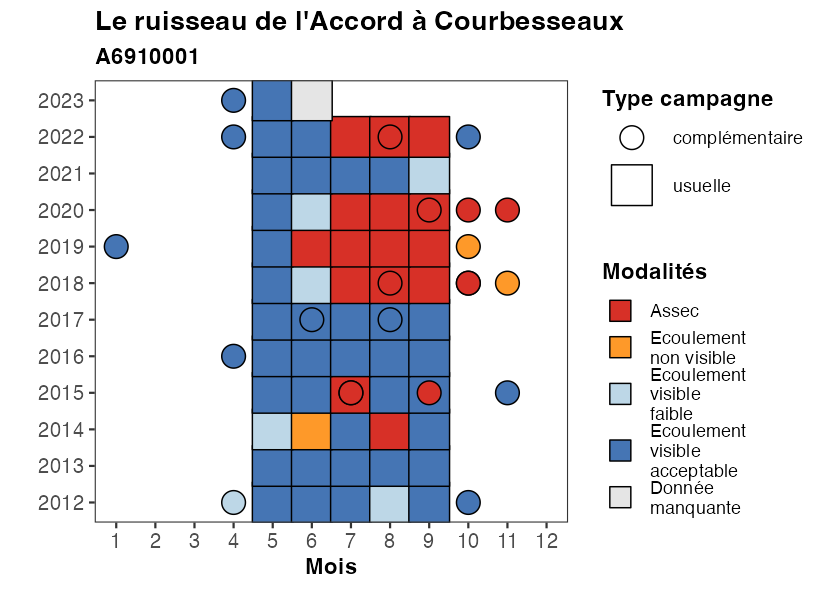 Le ruisseau de l'Accord à Courbesseaux
A6910001
2023
2022
2021
2020
2019
2018
2017
2016
2015
2014
2013
2012
1 2 3 4 5 6 7 8 9 10 11 12
Mois
Type campagne
complémentaire
usuelle
Modalités
Assec
Ecoulement
non visible
Ecoulement
visible
faible
Ecoulement
visible
acceptable
Donnée
manquante